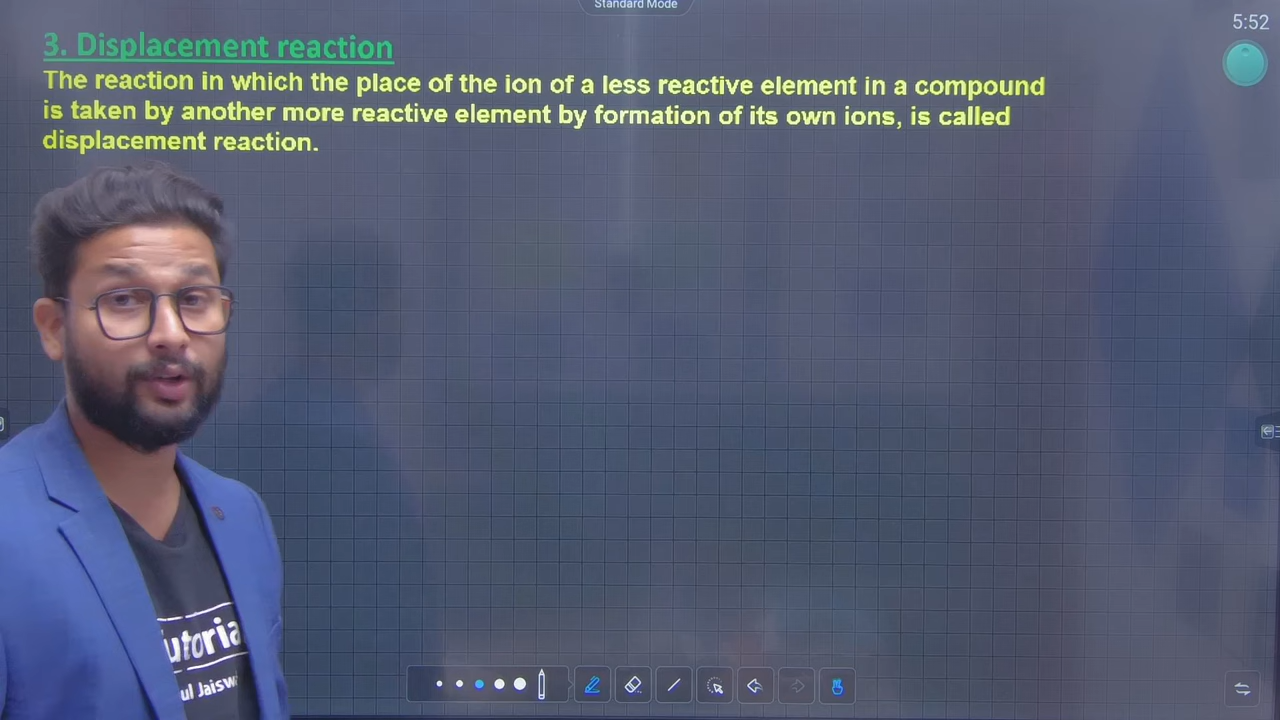 Standard Mode
5:52
3. Displacement reaction
The reaction in which the place of the ion of a less reactive element in a compound
is taken by another more reactive element by formation of its own ions, is called
displacement reaction.
utoria
ul Jaisw